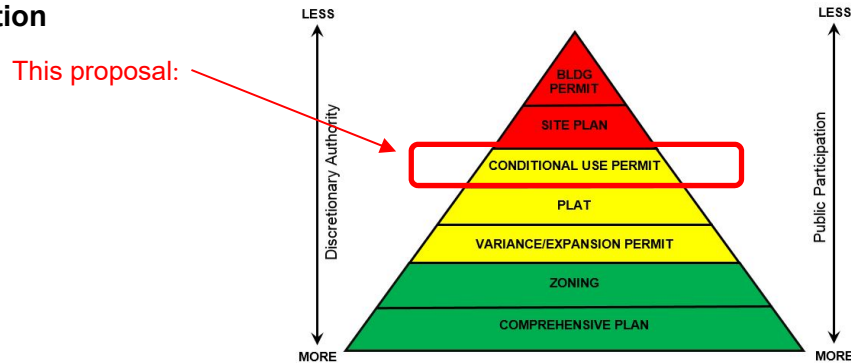 tion
This proposal:
LESS
Discretionary Authority
MORE
BLDG
PERMIT
SITE PLAN
CONDITIONAL USE PERMIT
PLAT
VARIANCE/EXPANSION PERMIT
ZONING
COMPREHENSIVE PLAN
LESS
Public Participation
MORE